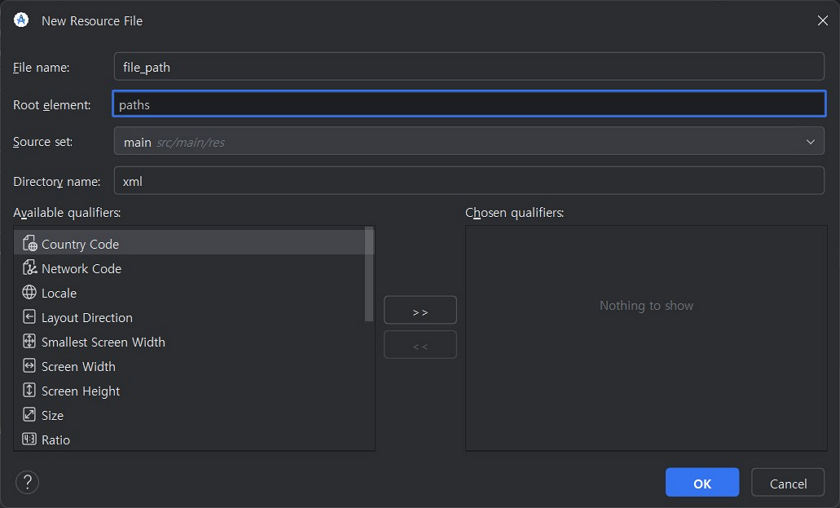 New Resource File
File name: file_path
Root element: paths
Source set: main src/main/res
Directory name: xml
Available qualifiers:
Chosen qualifiers:
Country Code
Network Code
Locale
Layout Direction
Smallest Screen Width
Screen Width
Screen Height
Size
4:3 Ratio
>>
<<
Nothing to show
?
OK
Cancel